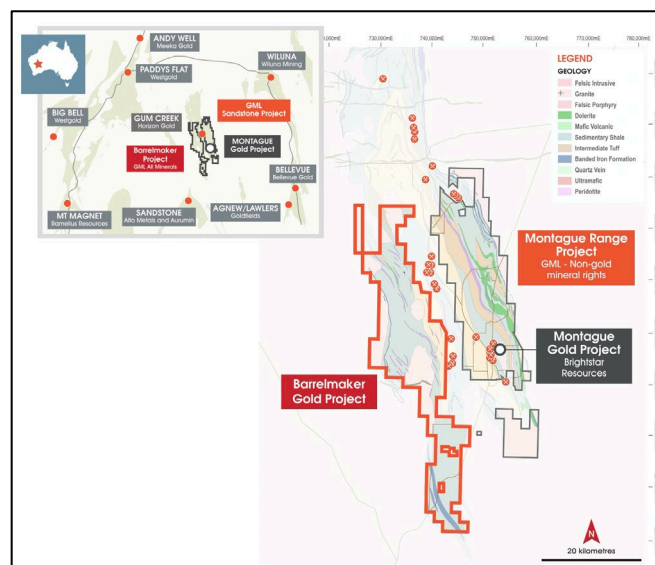 ANDY WELL
Meeka Gold
PADDYS FLAT
Westgold
WILUNA
Wiluna Mining
BIG BELL
Westgold
GUM CREEK
Horizon Gold
GML
Sandstone Project
Barrelmaker
Project
GML All Minerals
MONTAGUE
Gold Project
BELLEVUE
Bellevue Gold
MT MAGNET
Ramelius Resources
SANDSTONE
Alto Metals and Aurumin
AGNEW/LAWLERS
Goldfields
720,000mE
730,000mE
740,000mE
750,000mE
760,000mE
LEGEND
GEOLOGY
Felsic Intrusive
Granite
Felsic Porphyry
Dolerite
Mafic Volcanic
Sedimentary Shale
Intermediate Tuff
Banded Iron Formation
Quartz Vein
Ultramafic
Peridotite
Montague Range
Project
GML - Non-gold
mineral rights
Montague
Gold Project
Brightstar
Resources
Barrelmaker
Gold Project
N
20 kilometres